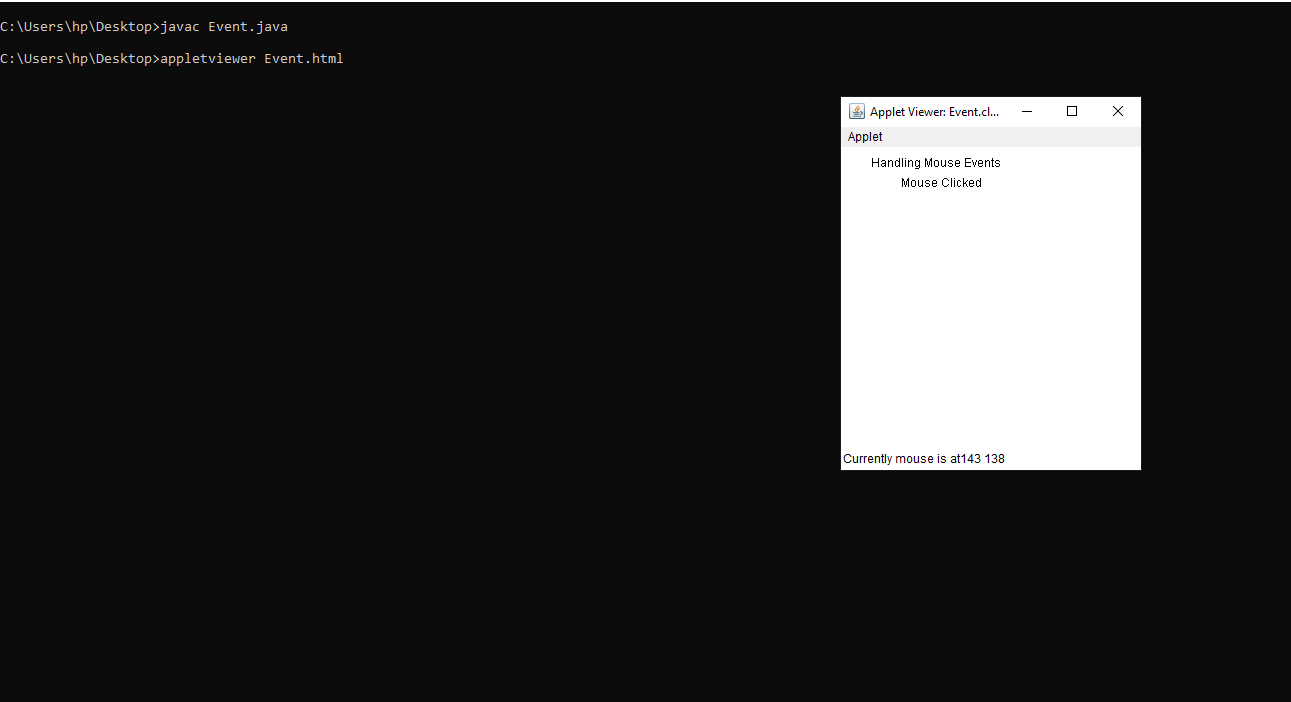 C:\Users\hp\Desktop>javac Event.java
C:\Users\hp\Desktop>appletviewer Event.html
Applet Viewer: Event.cl...
Applet
Handling Mouse Events
Mouse Clicked
Currently mouse is at143 138